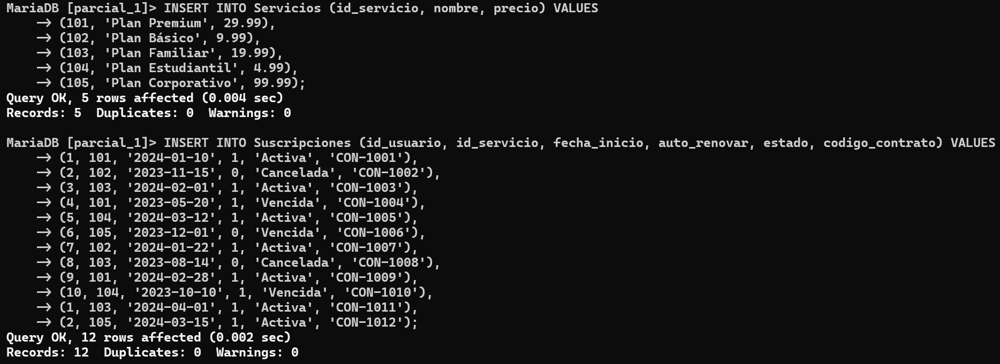 MariaDB [parcial_1]> INSERT INTO Servicios (id_servicio, nombre, precio) VALUES
    -> (101, 'Plan Premium', 29.99),
    -> (102, 'Plan Básico', 9.99),
    -> (103, 'Plan Familiar', 19.99),
    -> (104, 'Plan Estudiantil', 4.99),
    -> (105, 'Plan Corporativo', 99.99);
Query OK, 5 rows affected (0.004 sec)
Records: 5  Duplicates: 0  Warnings: 0

MariaDB [parcial_1]> INSERT INTO Suscripciones (id_usuario, id_servicio, fecha_inicio, auto_renovar, estado, codigo_contrato) VALUES
    -> (1, 101, '2024-01-10', 1, 'Activa', 'CON-1001'),
    -> (2, 102, '2023-11-15', 0, 'Cancelada', 'CON-1002'),
    -> (3, 103, '2024-02-01', 1, 'Activa', 'CON-1003'),
    -> (4, 101, '2023-05-20', 1, 'Vencida', 'CON-1004'),
    -> (5, 104, '2024-03-12', 1, 'Activa', 'CON-1005'),
    -> (6, 105, '2023-12-01', 0, 'Vencida', 'CON-1006'),
    -> (7, 102, '2024-01-22', 1, 'Activa', 'CON-1007'),
    -> (8, 103, '2023-08-14', 0, 'Cancelada', 'CON-1008'),
    -> (9, 101, '2024-02-28', 1, 'Activa', 'CON-1009'),
    -> (10, 104, '2023-10-10', 1, 'Vencida', 'CON-1010'),
    -> (1, 103, '2024-04-01', 1, 'Activa', 'CON-1011'),
    -> (2, 105, '2024-03-15', 1, 'Activa', 'CON-1012');
Query OK, 12 rows affected (0.002 sec)
Records: 12  Duplicates: 0  Warnings: 0